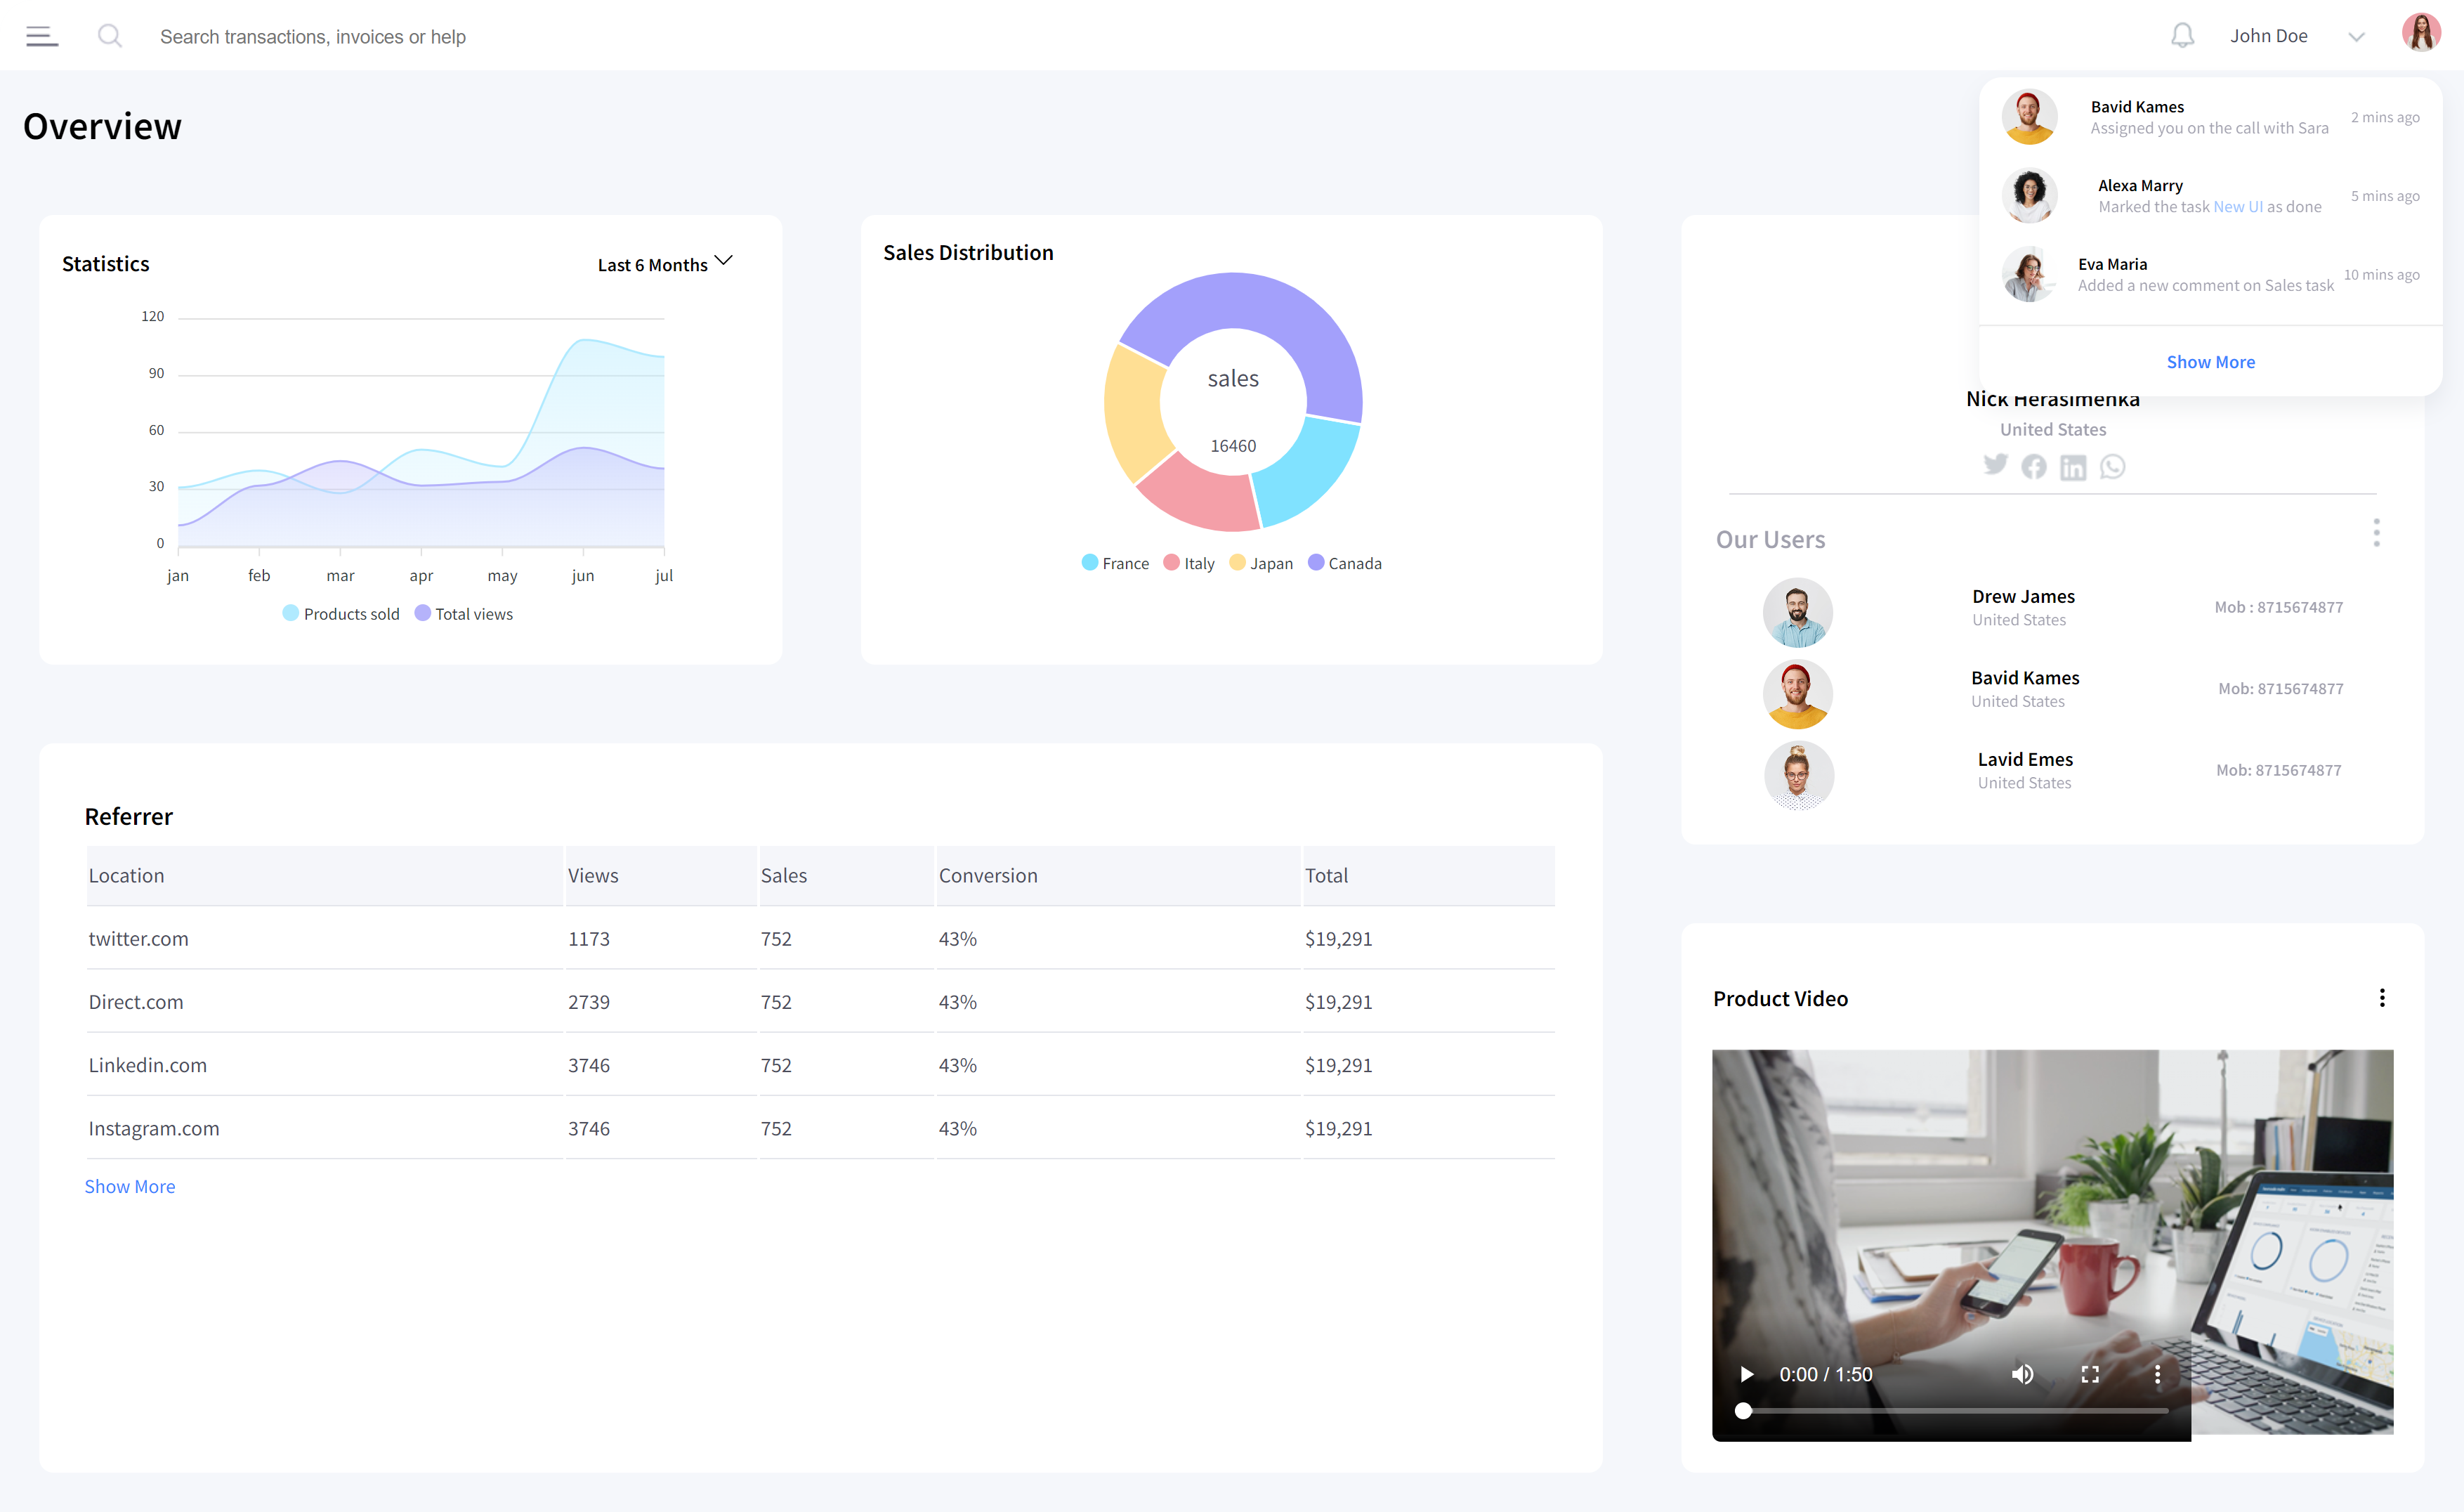 Search transactions, invoices or help
John Doe
Overview
Bavid Kames
Assigned you on the call with Sara
2 mins ago
Alexa Marry
Marked the task New UI as done
5 mins ago
Eva Maria
Added a new comment on Sales task
10 mins ago
Show More
Statistics
Last 6 Months
120
90
60
30
0
jan feb mar apr may jun jul
Products sold Total views
Sales Distribution
sales
16460
France Italy Japan Canada
Nick Herasimenka
United States
Our Users
Drew James
United States
Mob : 8715674877
Bavid Kames
United States
Mob: 8715674877
Lavid Emes
United States
Mob: 8715674877
Referrer
Location Views Sales Conversion Total
twitter.com 1173 752 43% $19,291
Direct.com 2739 752 43% $19,291
Linkedin.com 3746 752 43% $19,291
Instagram.com 3746 752 43% $19,291
Show More
Product Video
0:00 / 1:50